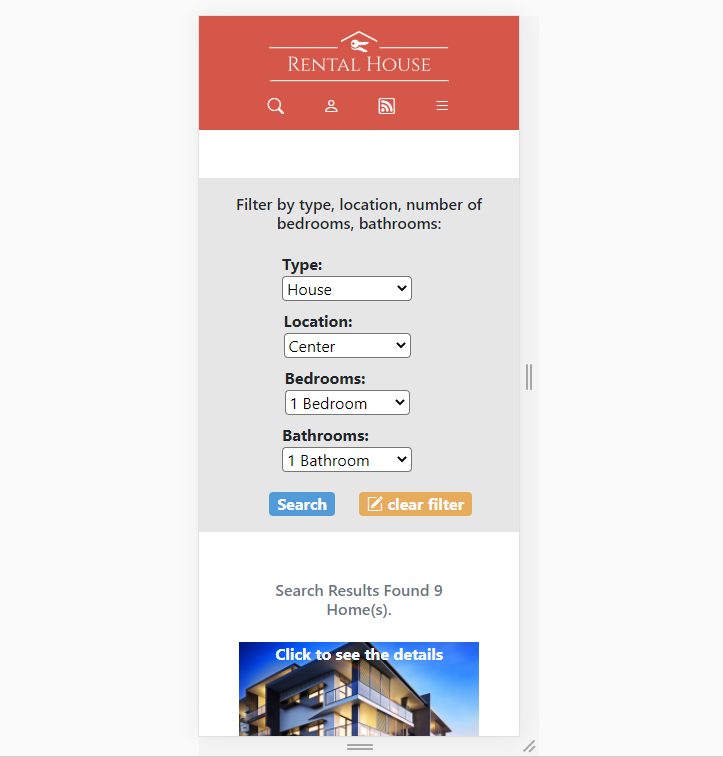 RENTAL HOUSE
Filter by type, location, number of
bedrooms, bathrooms:
Type:
House
Location:
Center
Bedrooms:
1 Bedroom
Bathrooms:
1 Bathroom
Search
clear filter
Search Results Found 9
Home(s).
Click to see the details